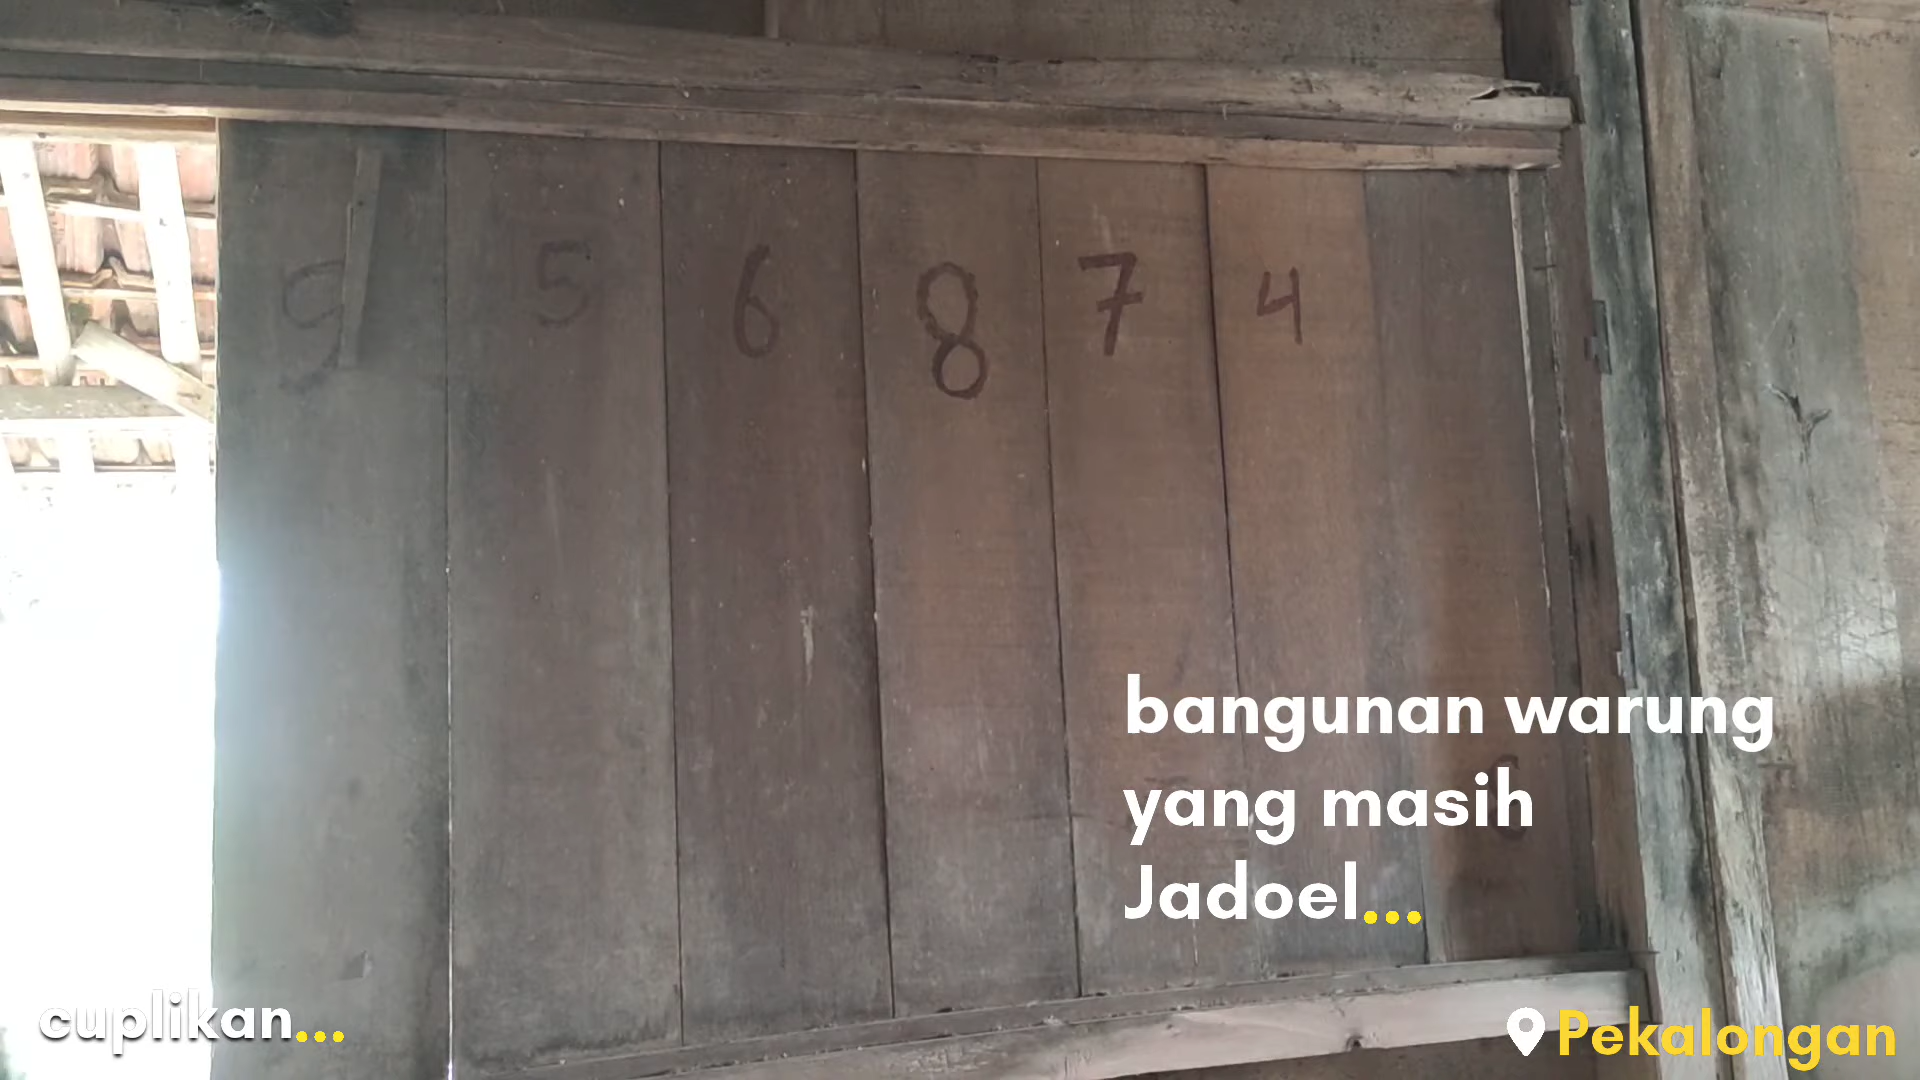 9 5 6 8 7 4
bangunan warung
yang masih
Jadoel...
cuplikan...
Pekalongan